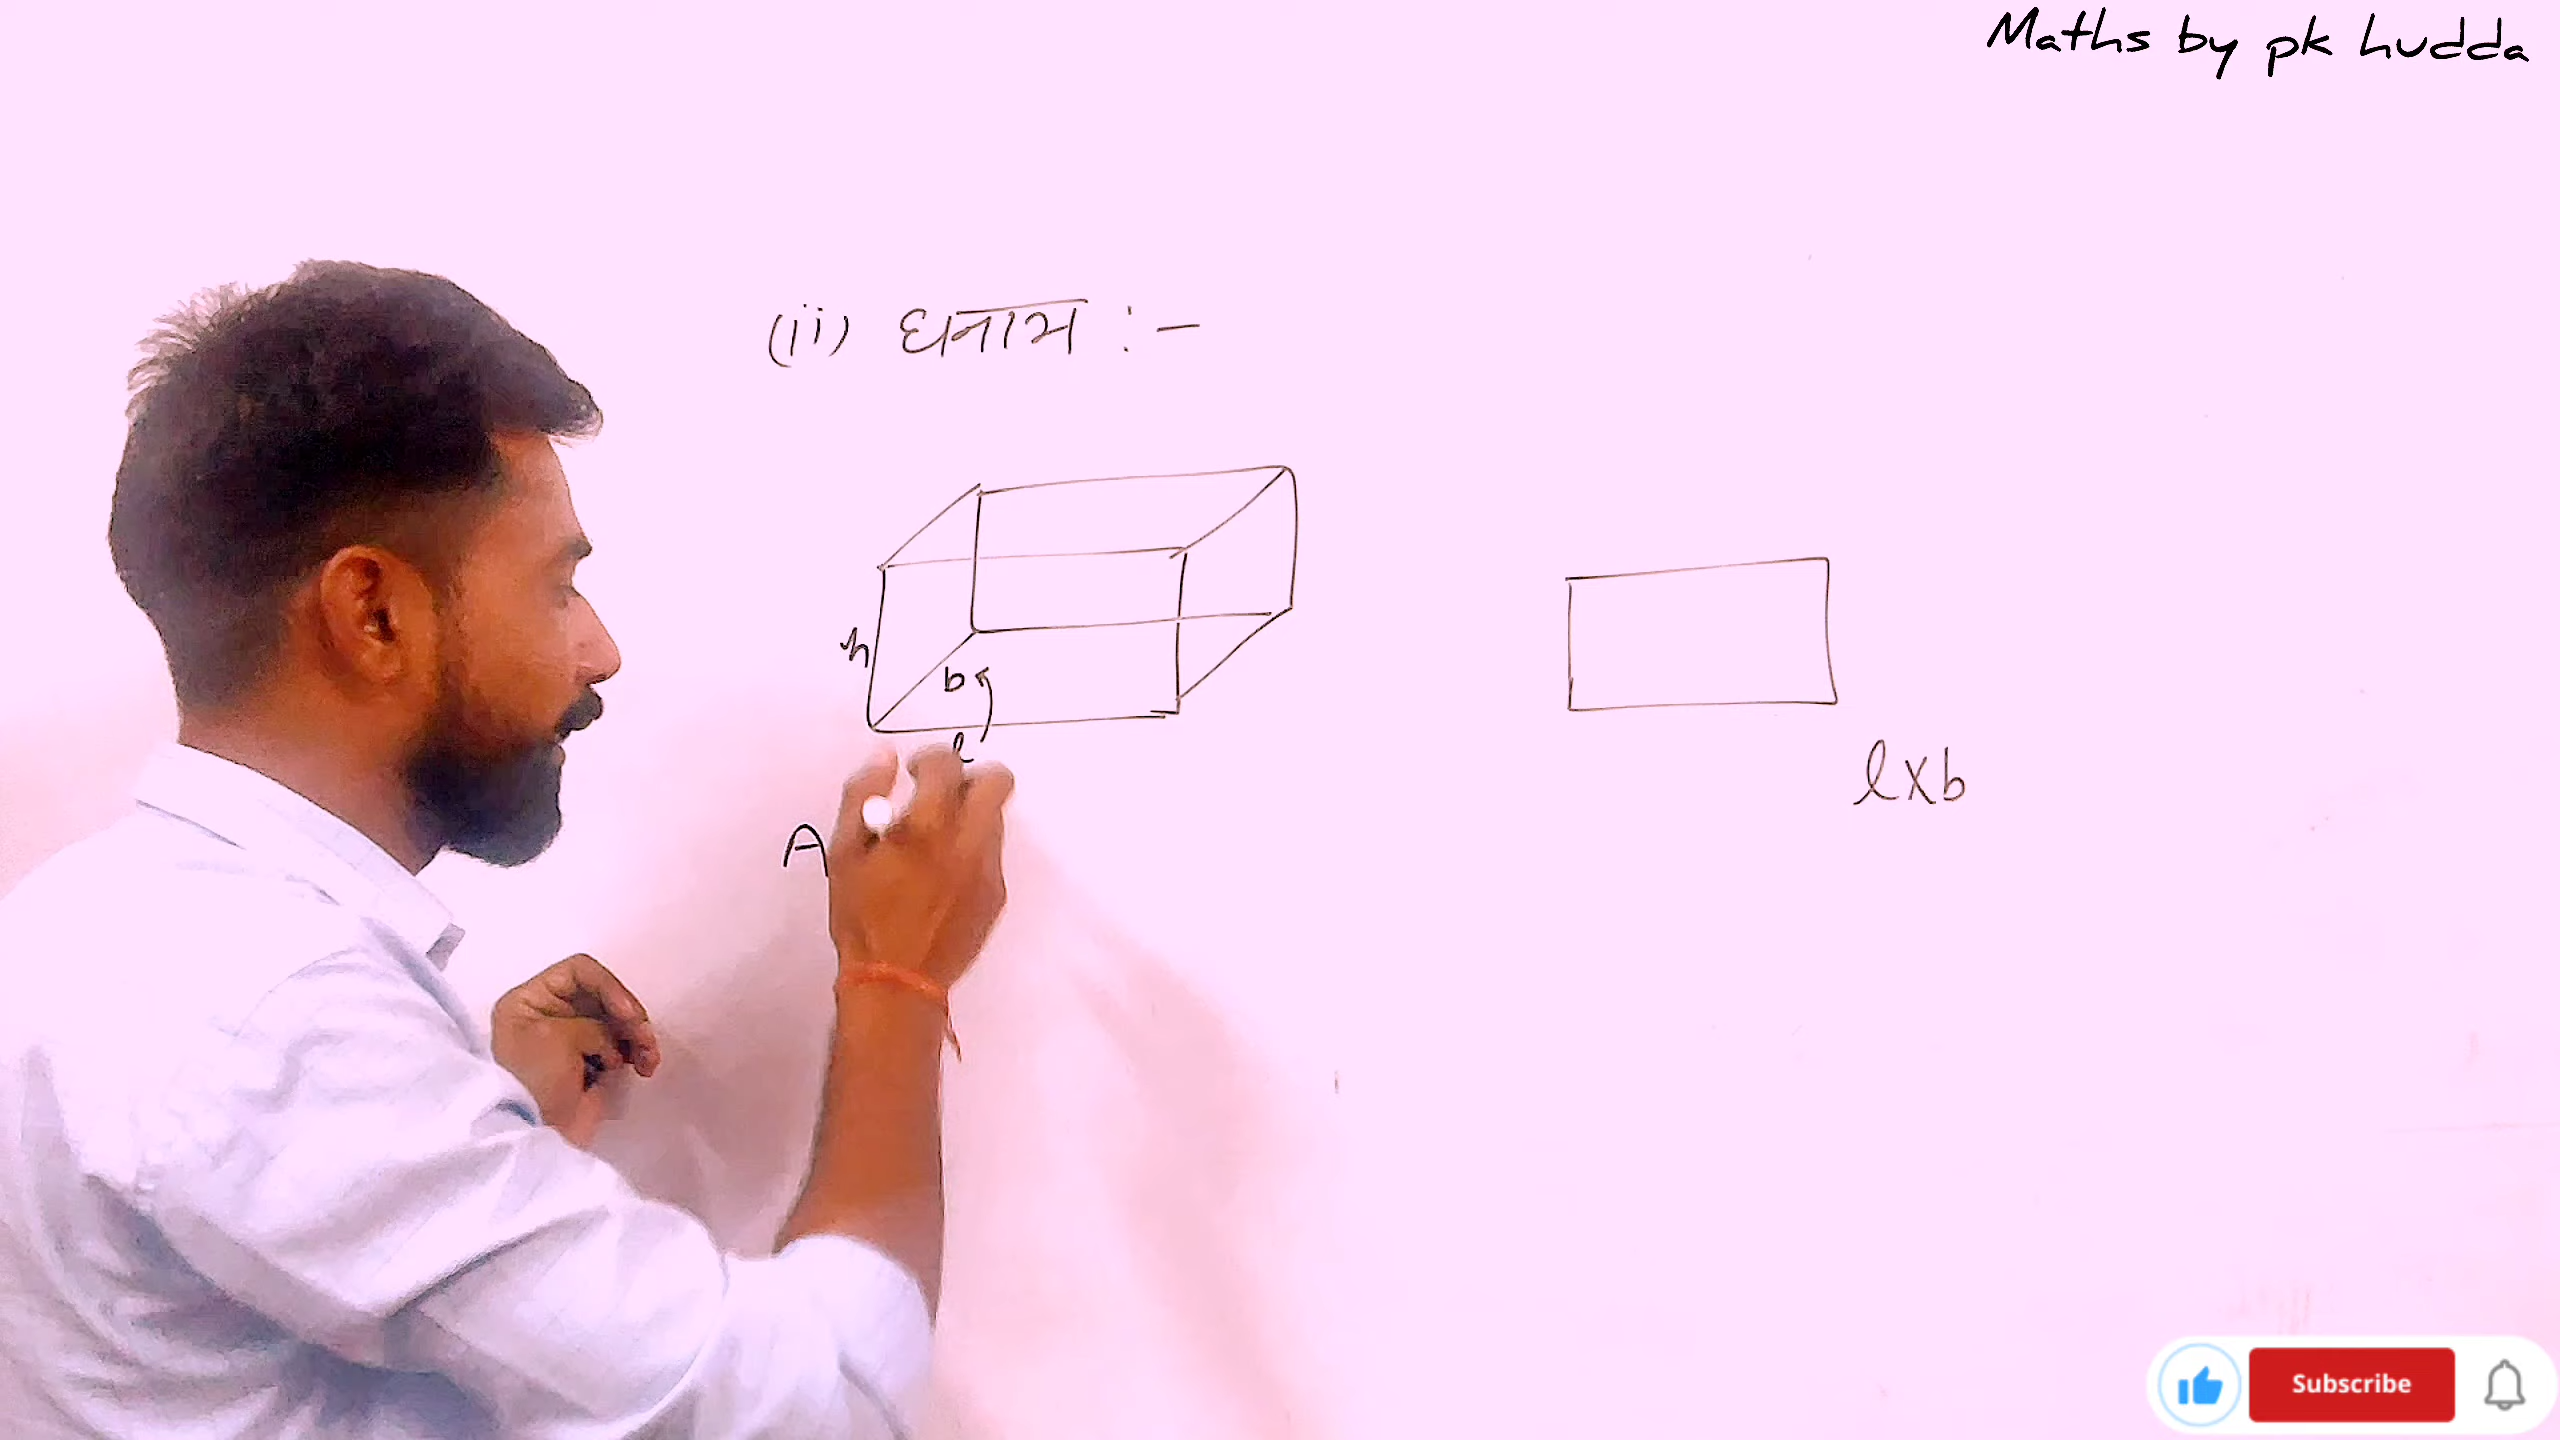 Maths by pk hudda
(ii) घनाभ :-
h
b
l
A
l×b
Subscribe